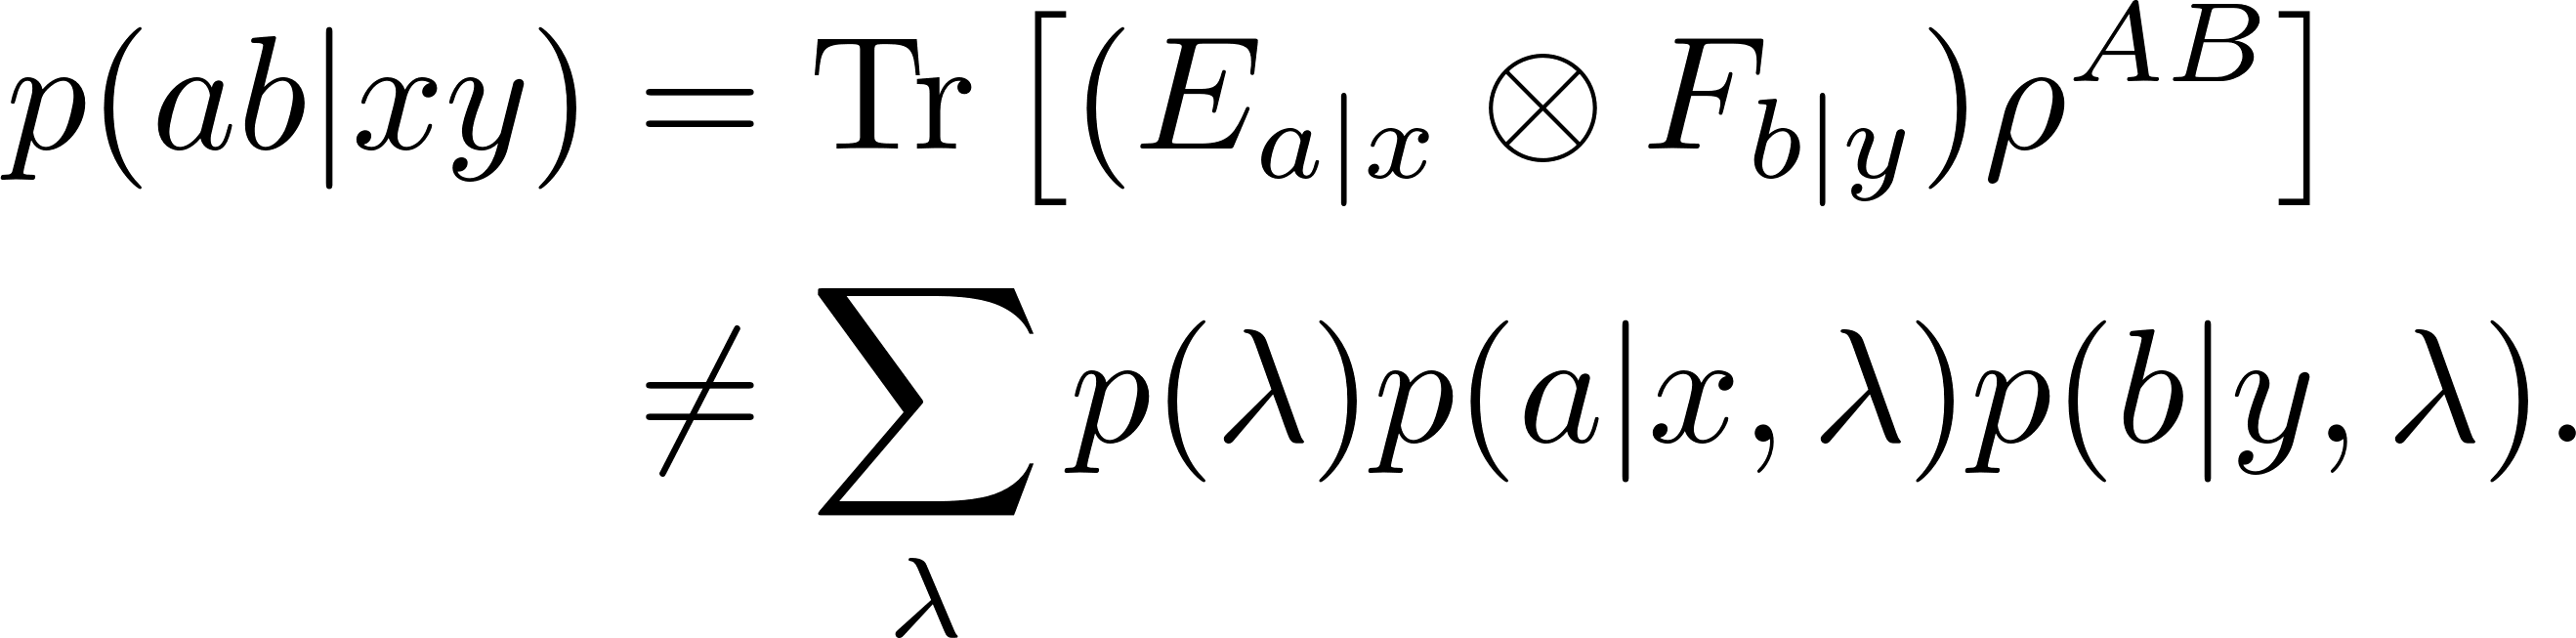 p(ab|xy) = Tr [(E_{a|x} ⊗ F_{b|y})ρ^{AB}]
≠ ∑_λ p(λ)p(a|x, λ)p(b|y, λ).